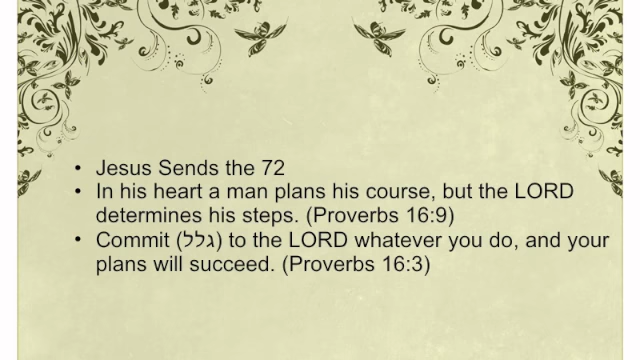 • Jesus Sends the 72
• In his heart a man plans his course, but the LORD
determines his steps. (Proverbs 16:9)
• Commit (גלל) to the LORD whatever you do, and your
plans will succeed. (Proverbs 16:3)